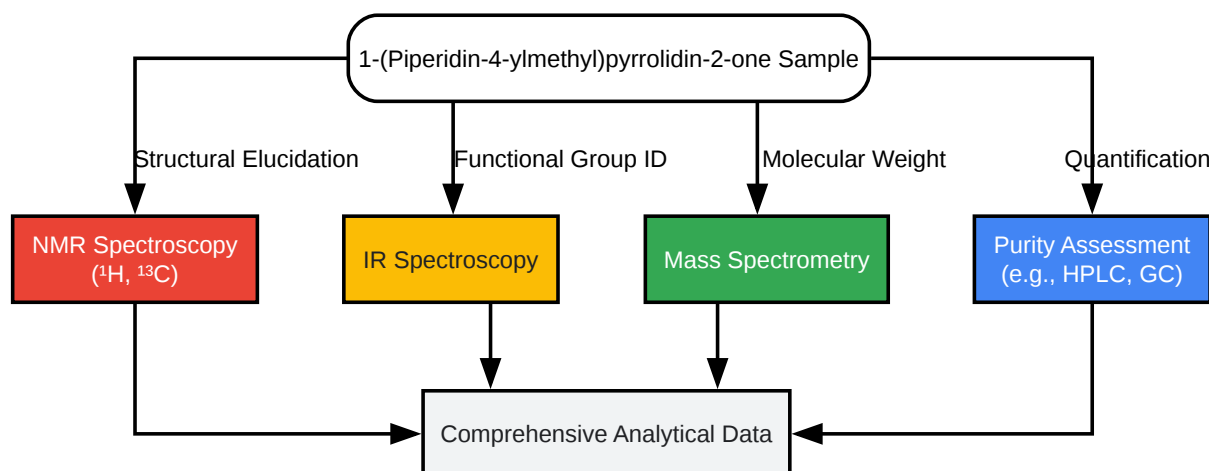 1-(Piperidin-4-ylmethyl)pyrrolidin-2-one Sample
Structural Elucidation
Functional Group ID
Molecular Weight
Quantification
NMR Spectroscopy
(¹H, ¹³C)
IR Spectroscopy
Mass Spectrometry
Purity Assessment
(e.g., HPLC, GC)
Comprehensive Analytical Data